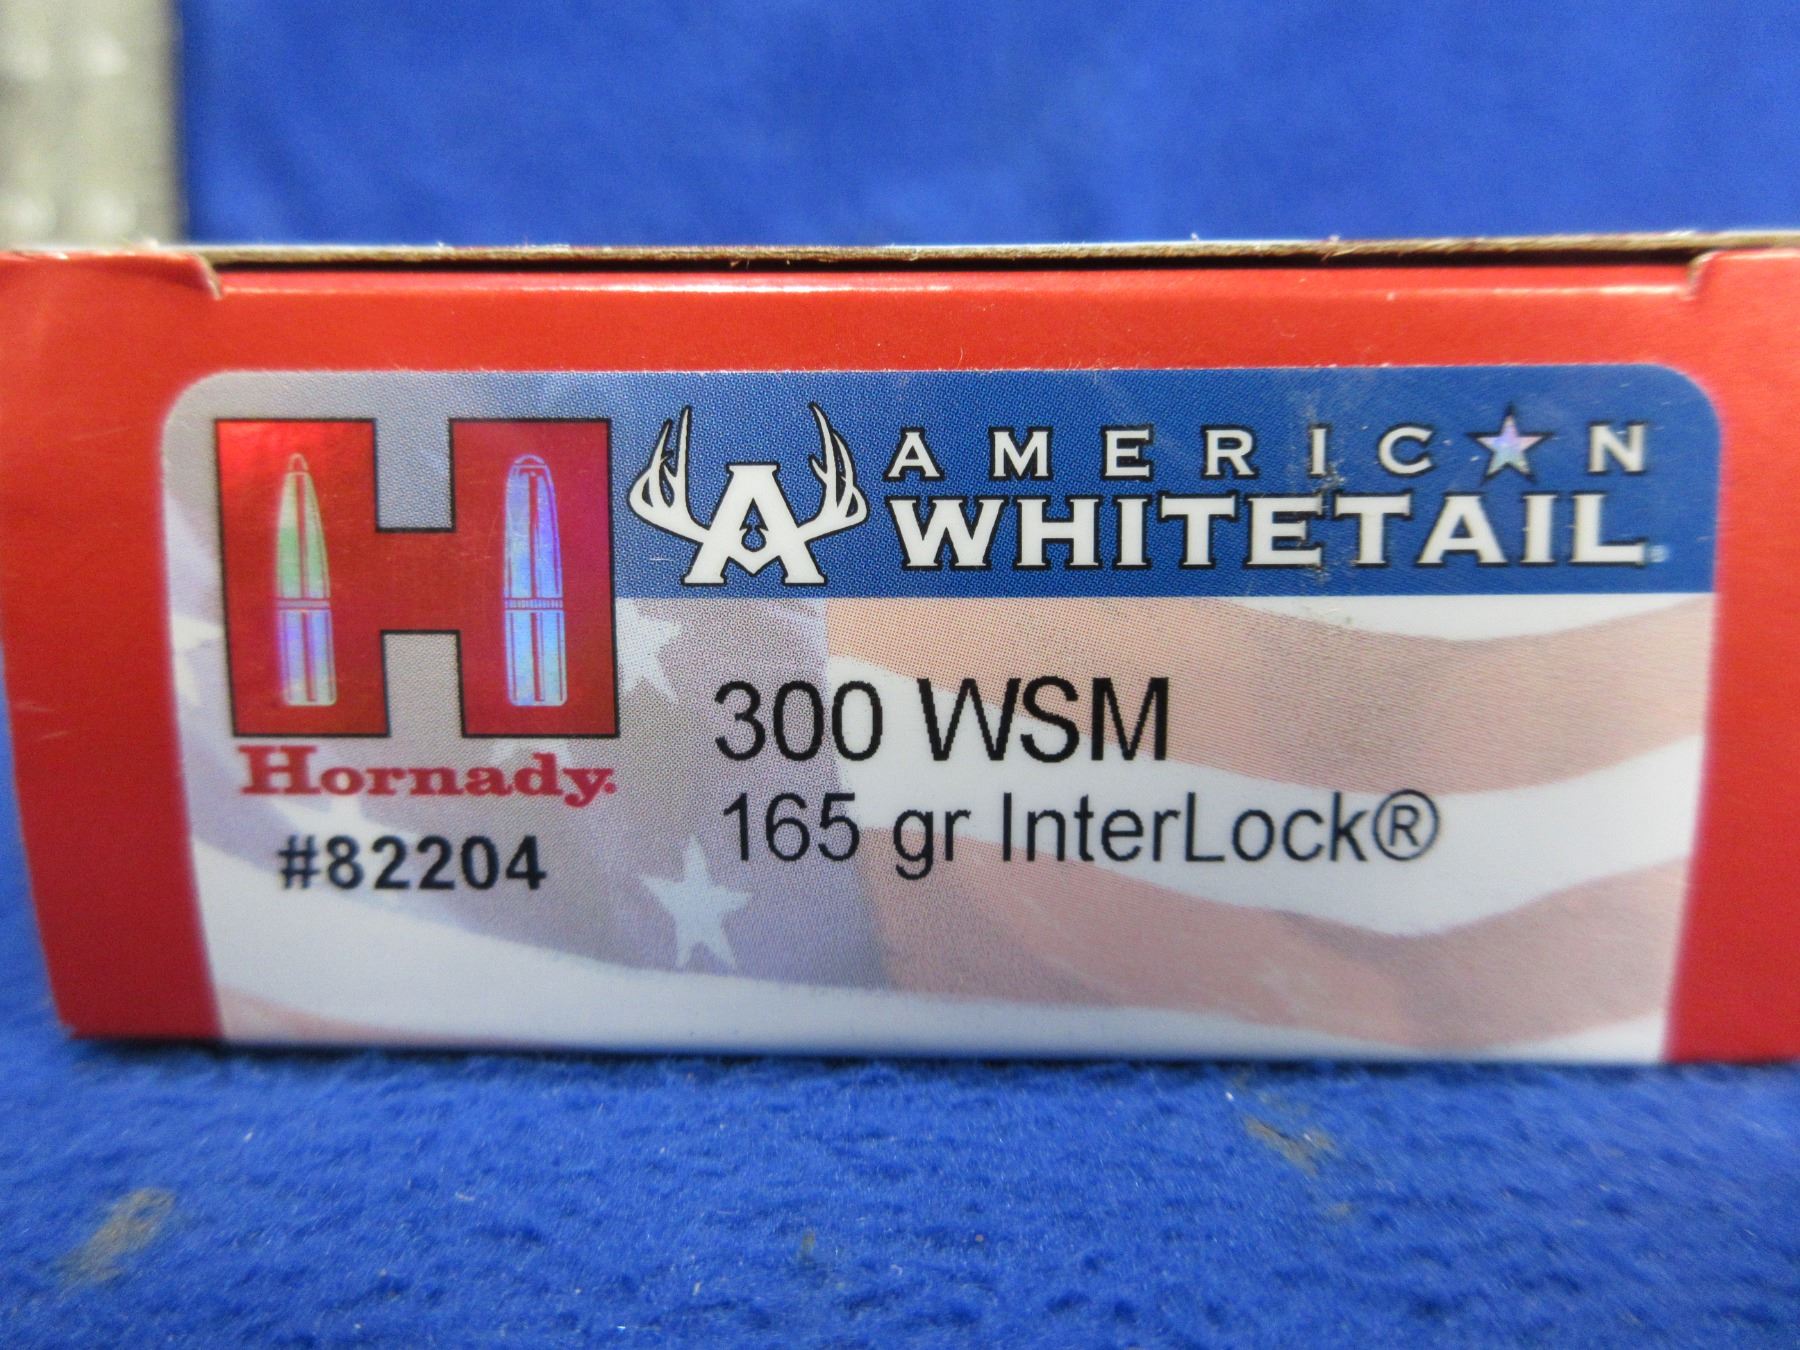 AMERICAN
WHITETAIL
Hornady
#82204
300 WSM
165 gr InterLock®